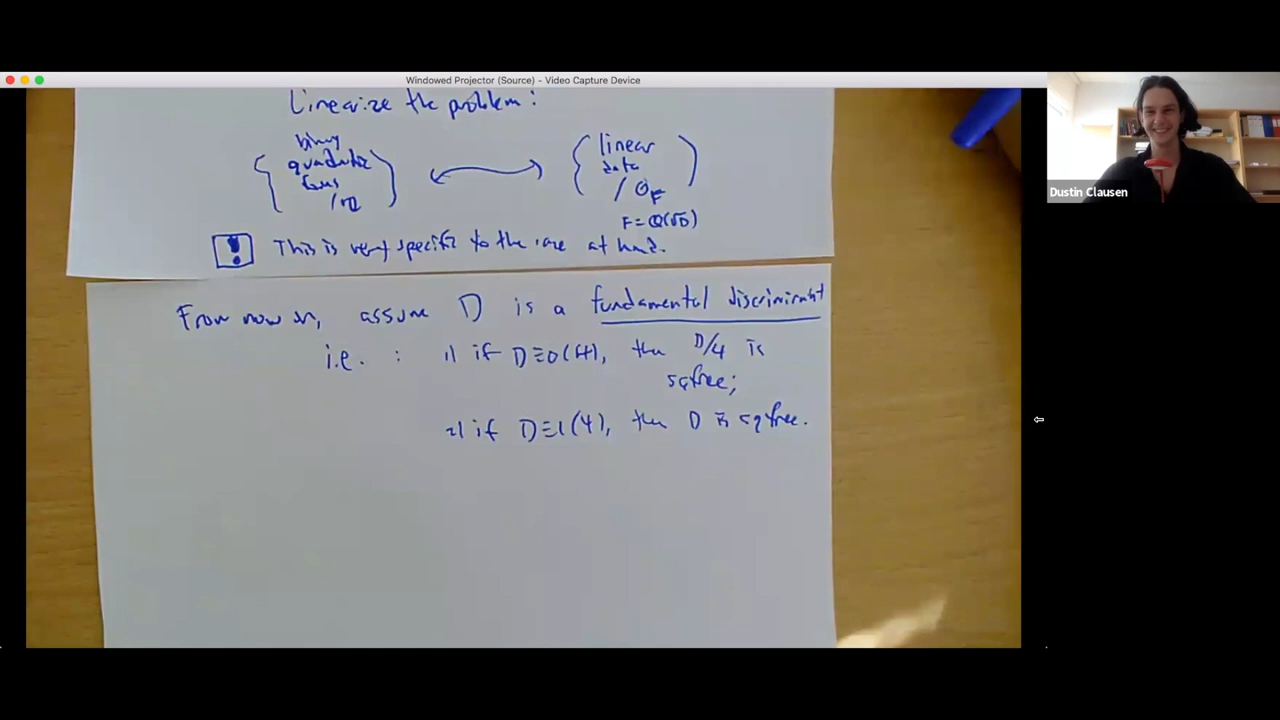 Windowed Projector (Source) - Video Capture Device
Linearize the problem:
{ binary quadratic forms / } ↔ { linear data / O_F }
F = Q(√D)
! This is very specific to the case at hand.
From now on, assume D is a fundamental discriminant
i.e. : 1) if D≡0(4), the D/4 is
sqfree;
2) if D≡1(4), the D is sqfree.
Dustin Clausen